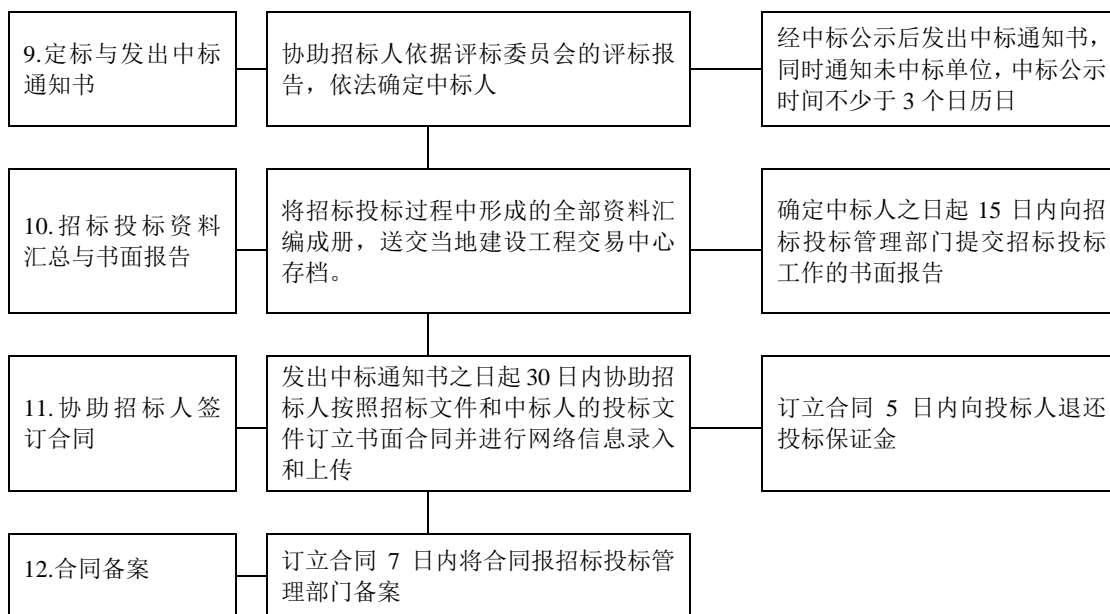 9.定标与发出中标
通知书
协助招标人依据评标委员会的评标报
告，依法确定中标人
经中标公示后发出中标通知书，
同时通知未中标单位，中标公示
时间不少于 3 个日历日
10.招标投标资料
汇总与书面报告
将招标投标过程中形成的全部资料汇
编成册，送交当地建设工程交易中心
存档。
确定中标人之日起 15 日内向招
标投标管理部门提交招标投标
工作的书面报告
11.协助招标人签
订合同
发出中标通知书之日起 30 日内协助招
标人按照招标文件和中标人的投标文
件订立书面合同并进行网络信息录入
和上传
订立合同 5 日内向投标人退还
投标保证金
12.合同备案
订立合同 7 日内将合同报招标投标管
理部门备案